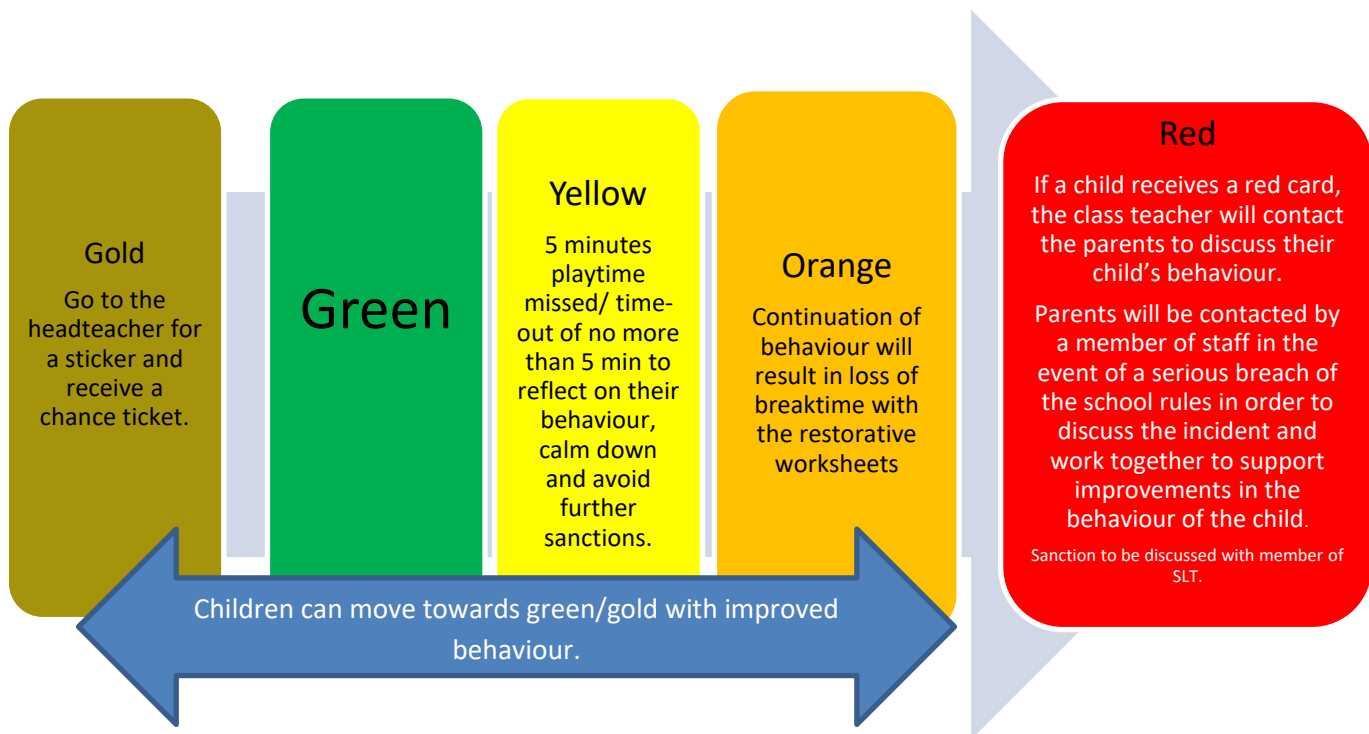 Gold
Go to the
headteacher for
a sticker and
receive a
chance ticket.
Green
Yellow
5 minutes
playtime
missed/ time-
out of no more
than 5 min to
reflect on their
behaviour,
calm down
and avoid
further
sanctions.
Orange
Continuation of
behaviour will
result in loss of
breaktime with
the restorative
worksheets
Red
If a child receives a red card,
the class teacher will contact
the parents to discuss their
child’s behaviour.
Parents will be contacted by
a member of staff in the
event of a serious breach of
the school rules in order to
discuss the incident and
work together to support
improvements in the
behaviour of the child.
Sanction to be discussed with member of
SLT.
Children can move towards green/gold with improved
behaviour.